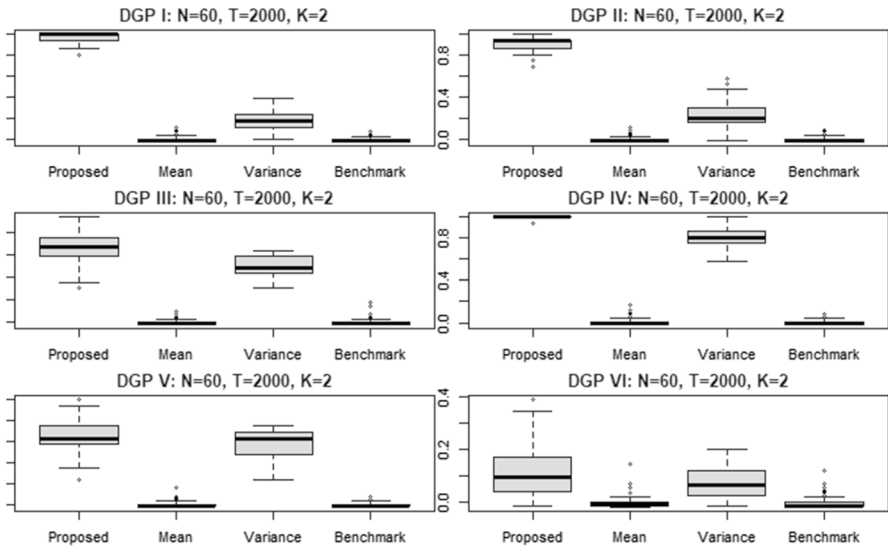 DGP I: N=60, T=2000, K=2
DGP II: N=60, T=2000, K=2
0.8
0.4
0.0
Proposed Mean Variance Benchmark
Proposed Mean Variance Benchmark
DGP III: N=60, T=2000, K=2
DGP IV: N=60, T=2000, K=2
0.8
0.4
0.0
Proposed Mean Variance Benchmark
Proposed Mean Variance Benchmark
DGP V: N=60, T=2000, K=2
DGP VI: N=60, T=2000, K=2
0.4
0.2
0.0
Proposed Mean Variance Benchmark
Proposed Mean Variance Benchmark